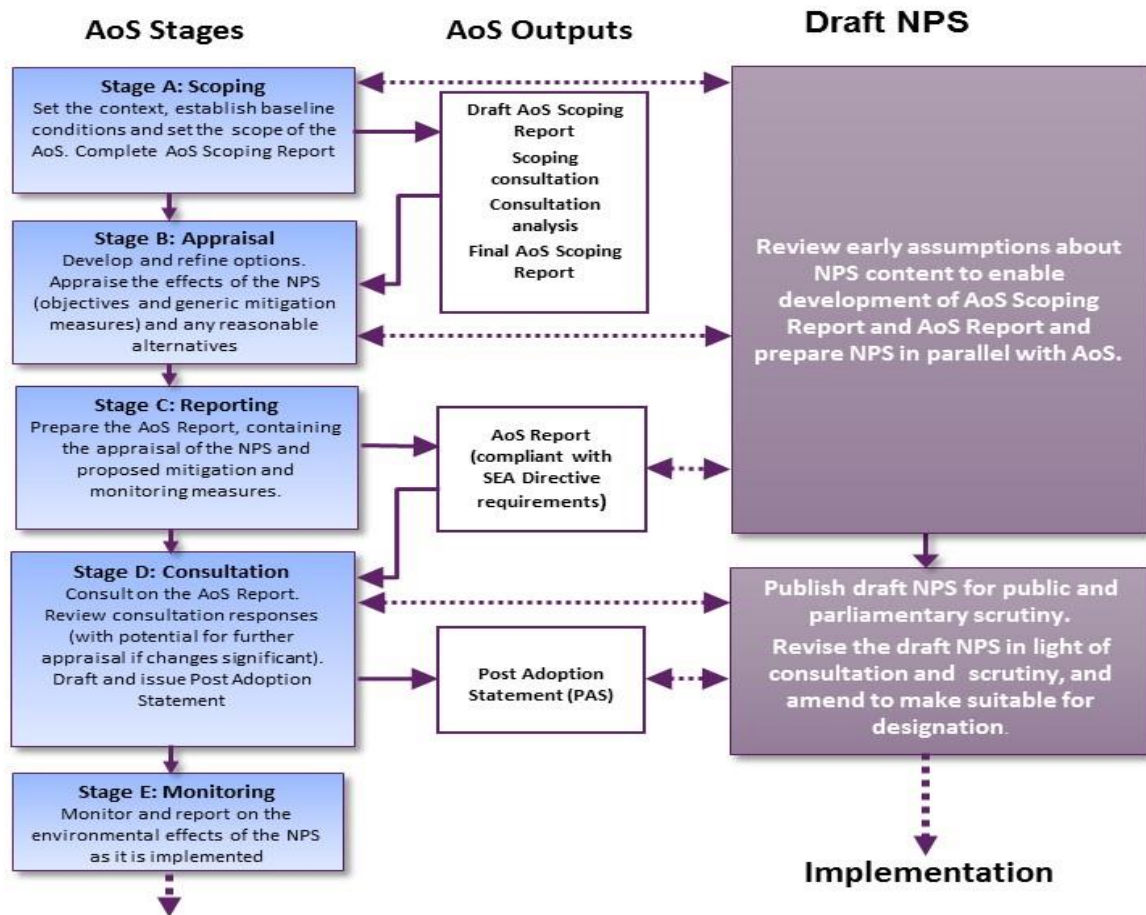 AoS Stages
AoS Outputs
Draft NPS
Stage A: Scoping
Set the context, establish baseline
conditions and set the scope of the
AoS. Complete AoS Scoping Report
Draft AoS Scoping
Report
Scoping
consultation
Consultation
analysis
Final AoS Scoping
Report
Stage B: Appraisal
Develop and refine options.
Appraise the effects of the NPS
(objectives and generic mitigation
measures) and any reasonable
alternatives
Review early assumptions about
NPS content to enable
development of AoS Scoping
Report and AoS Report and
prepare NPS in parallel with AoS.
Stage C: Reporting
Prepare the AoS Report, containing
the appraisal of the NPS and
proposed mitigation and
monitoring measures.
AoS Report
(compliant with
SEA Directive
requirements)
Stage D: Consultation
Consult on the AoS Report.
Review consultation responses
(with potential for further
appraisal if changes significant).
Draft and issue Post Adoption
Statement
Post Adoption
Statement (PAS)
Publish draft NPS for public and
parliamentary scrutiny.
Revise the draft NPS in light of
consultation and scrutiny, and
amend to make suitable for
designation.
Stage E: Monitoring
Monitor and report on the
environmental effects of the NPS
as it is implemented
Implementation